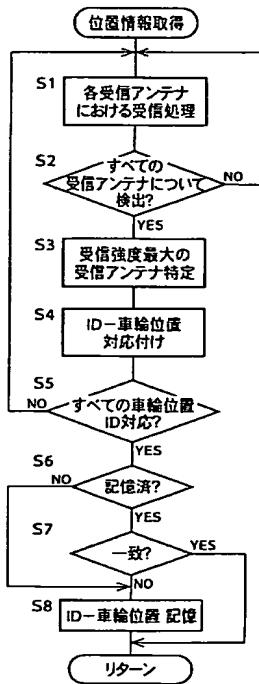 位置情報取得
S1
各受信アンテナ
における受信処理
S2
すべての
受信アンテナについて
検出?
NO
YES
S3
受信強度最大の
受信アンテナ特定
S4
ID-車輪位置
対応付け
S5
すべての車輪位置
ID対応?
NO
YES
S6
記憶済?
NO
YES
S7
一致?
YES
NO
S8
ID-車輪位置 記憶
リターン